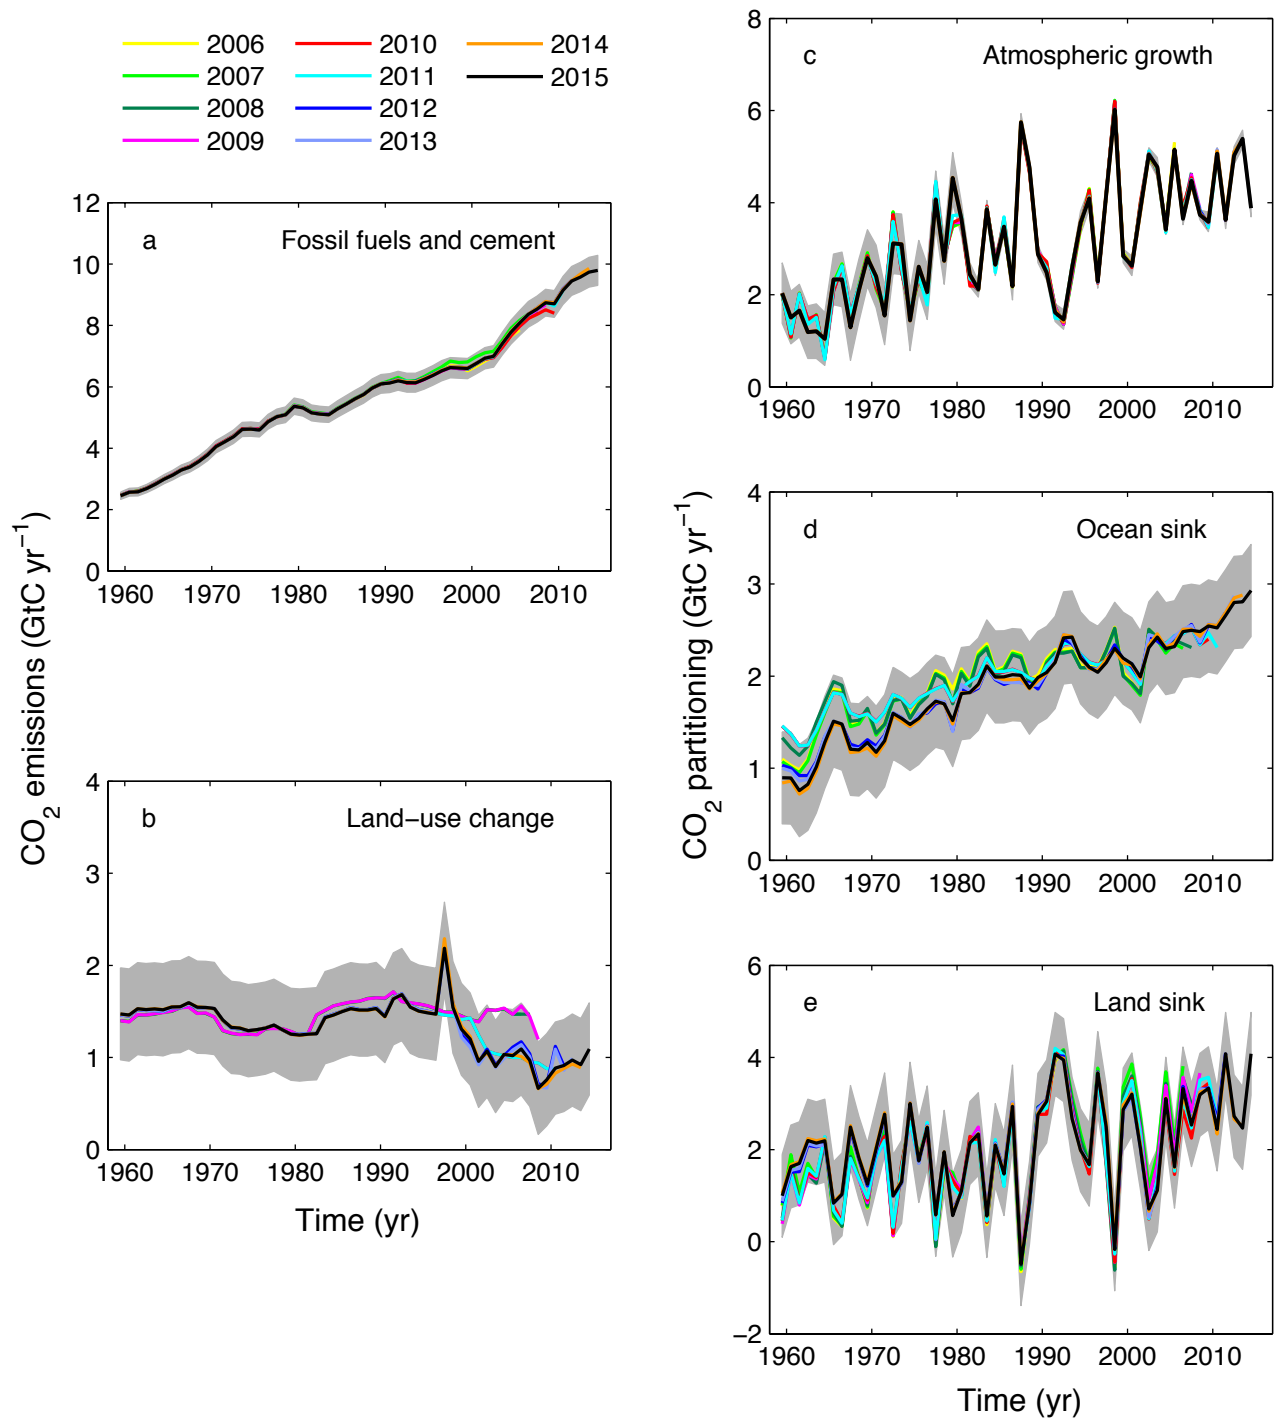 2006
2007
2008
2009
2010
2011
2012
2013
2014
2015
a
Fossil fuels and cement
12
10
8
6
4
2
0
1960 1970 1980 1990 2000 2010
CO2 emissions (GtC yr−1)
b
Land−use change
4
3
2
1
0
1960 1970 1980 1990 2000 2010
Time (yr)
c
Atmospheric growth
8
6
4
2
0
1960 1970 1980 1990 2000 2010
d
Ocean sink
4
3
2
1
0
1960 1970 1980 1990 2000 2010
CO2 partitioning (GtC yr−1)
e
Land sink
6
4
2
0
−2
1960 1970 1980 1990 2000 2010
Time (yr)